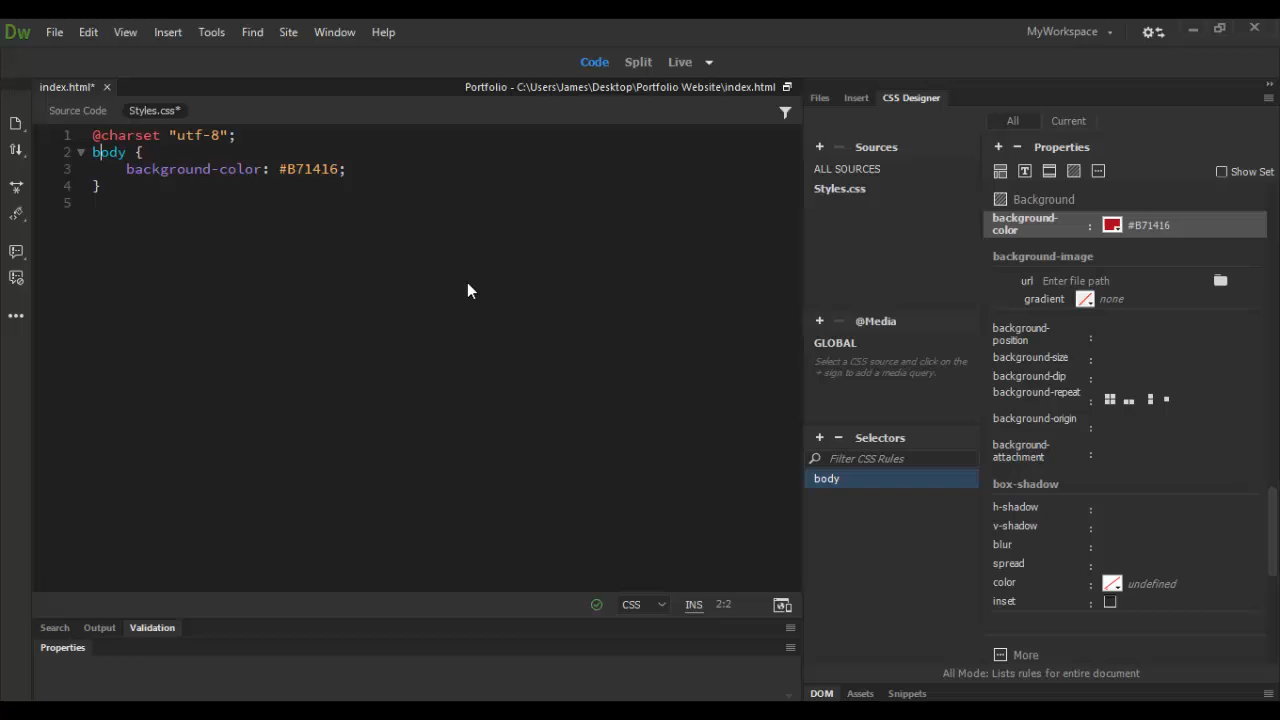 Dw File Edit View Insert Tools Find Site Window Help MyWorkspace
Code Split Live
index.html* Portfolio - C:\Users\James\Desktop\Portfolio Website\index.html
Source Code Styles.css*
1 @charset "utf-8";
2 body {
3 background-color: #B71416;
4 }
5
CSS INS 2:2
Search Output Validation
Properties
Files Insert CSS Designer
All Current
+ Sources
ALL SOURCES
Styles.css
+ @Media
GLOBAL
Select a CSS source and click on the
+ sign to add a media query.
+ − Selectors
Filter CSS Rules
body
+ − Properties
T Show Set
Background
background-
color : #B71416
background-image
url Enter file path
gradient none
background-
position :
background-size :
background-clip :
background-repeat :
background-origin :
background-
attachment :
box-shadow
h-shadow :
v-shadow :
blur :
spread :
color : undefined
inset :
More
All Mode: Lists rules for entire document
DOM Assets Snippets